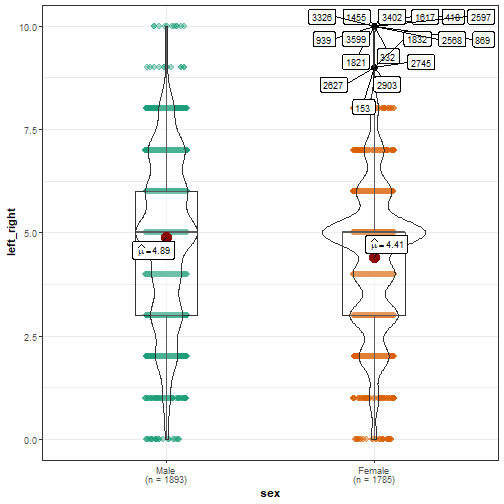 10.0
7.5
5.0
2.5
0.0
left_right
3326 1455 3402 1617 418 2597
939 3599 1832 2568 869
1821 332 2745
2627 2903
153
μ̂ = 4.89
μ̂ = 4.41
Male
(n = 1893)
Female
(n = 1785)
sex